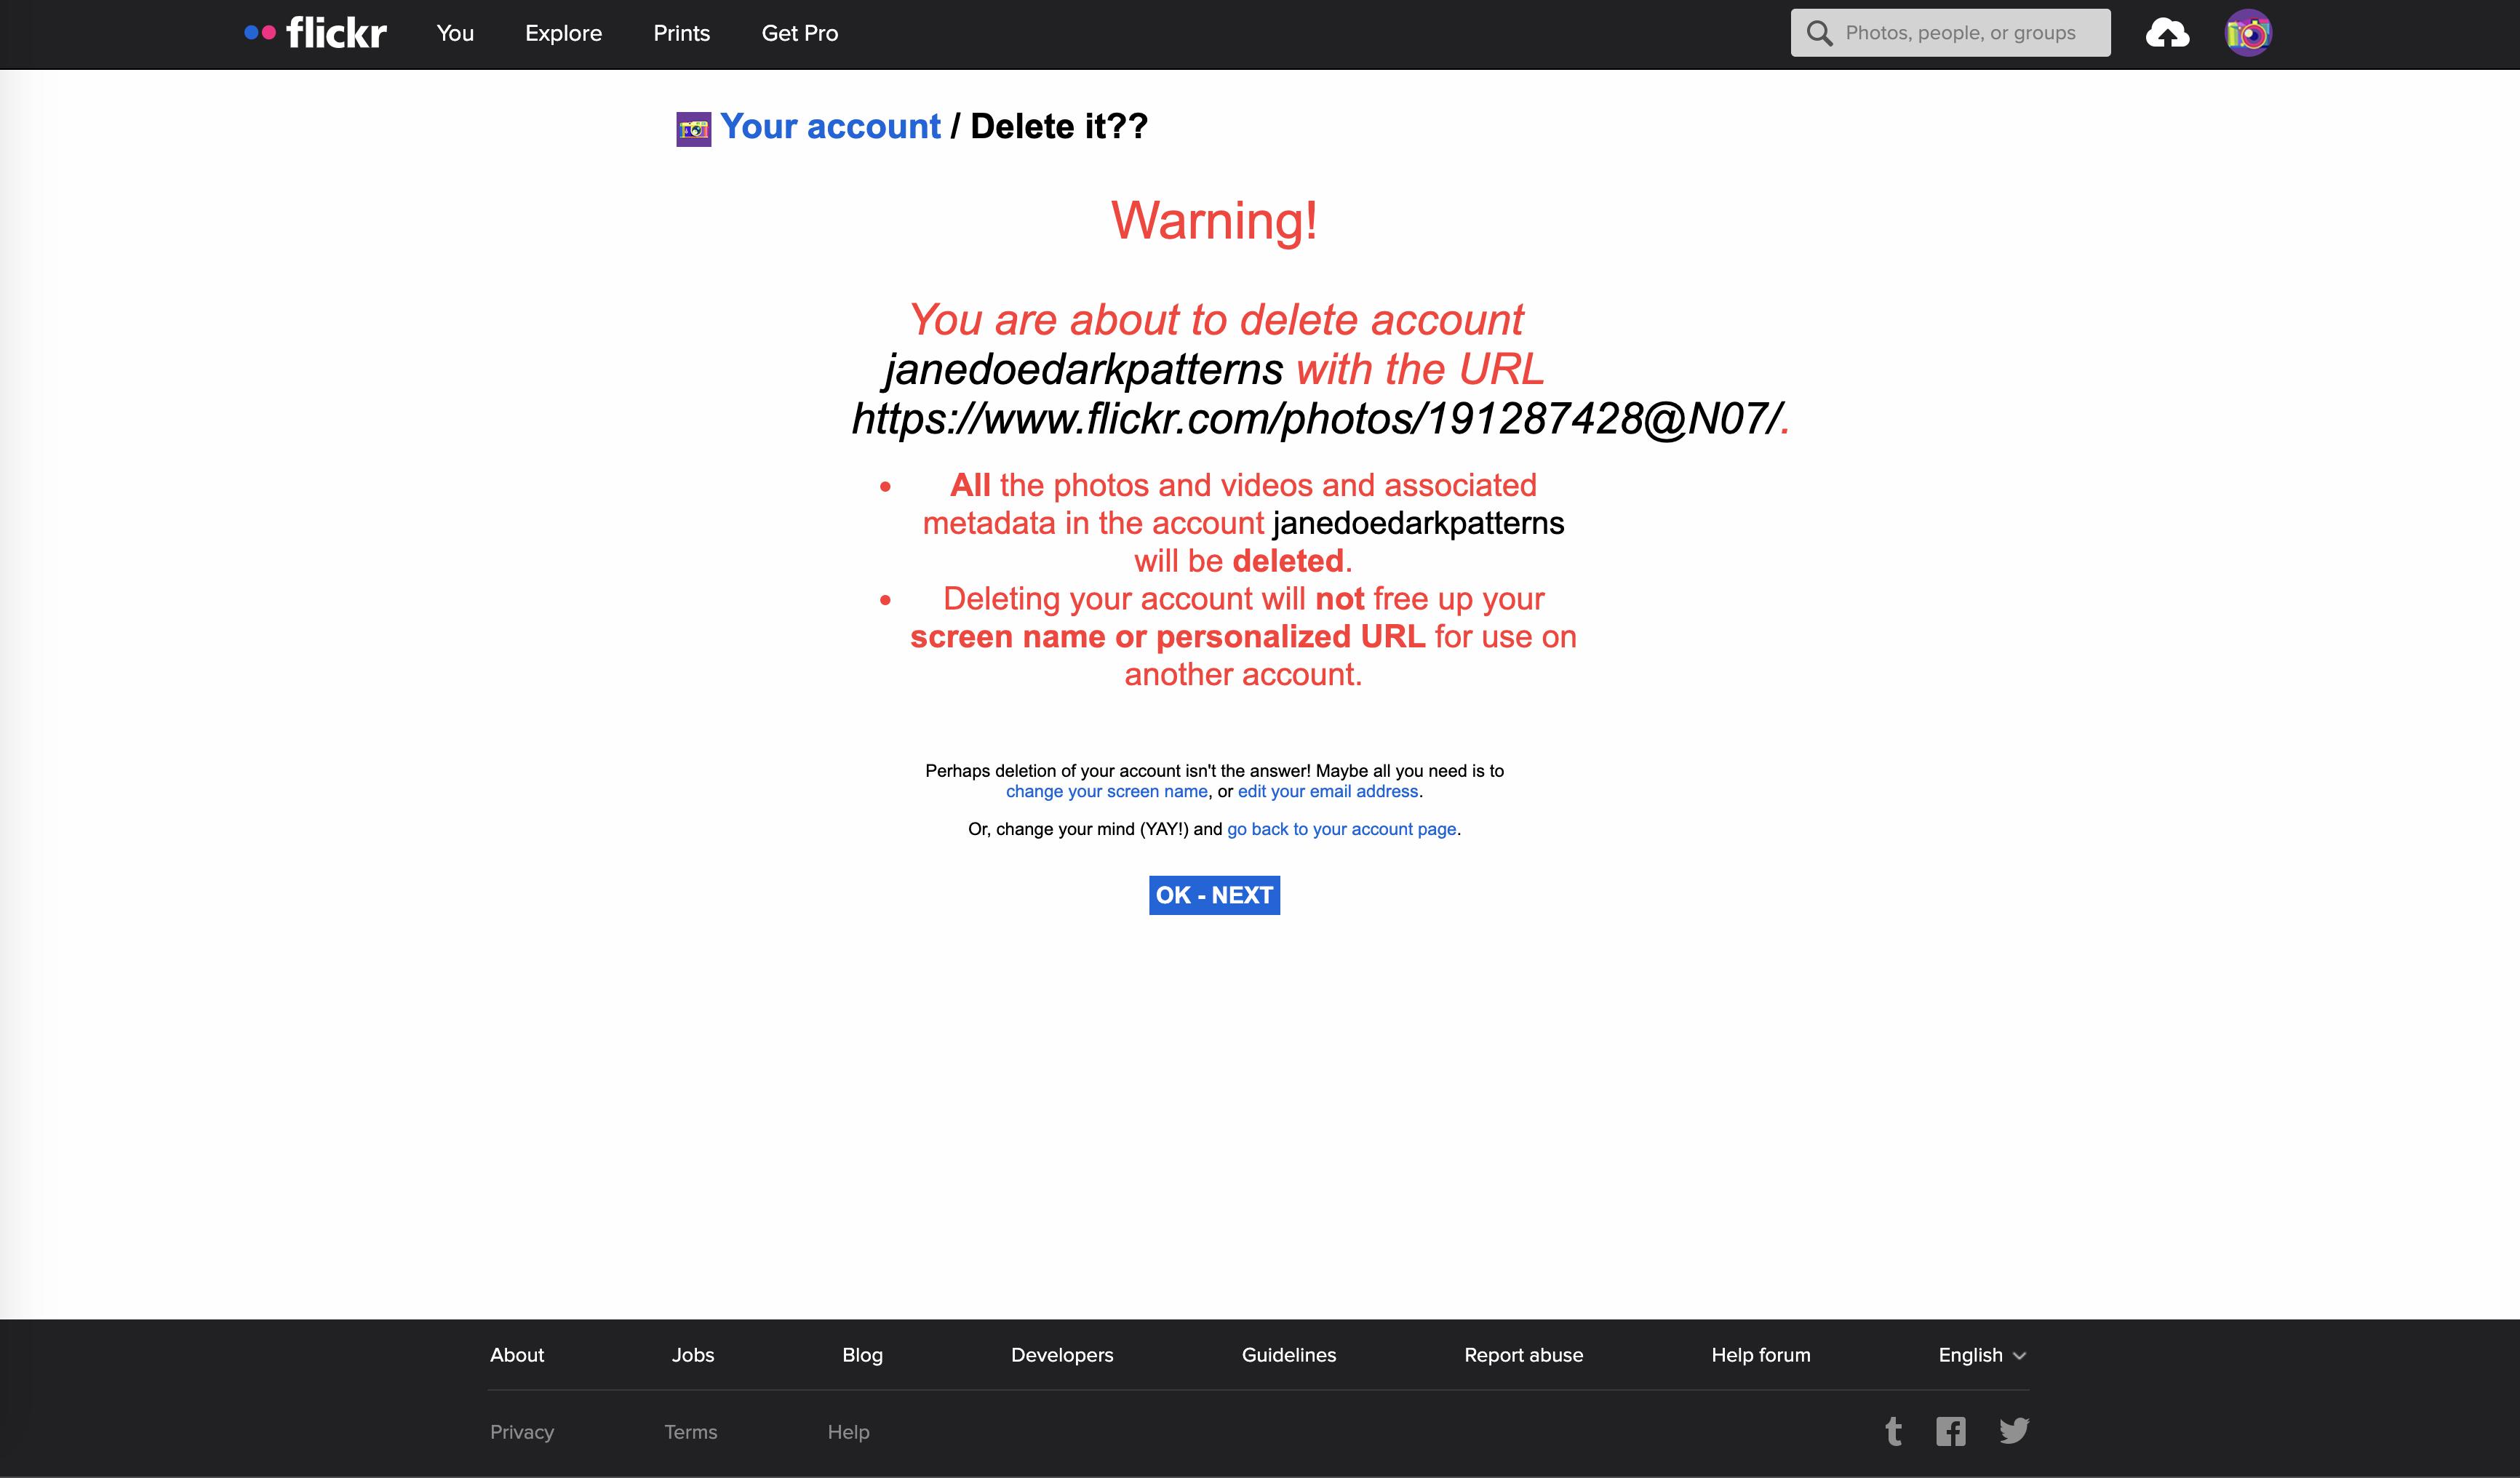 flickr
You Explore Prints Get Pro
Photos, people, or groups
Your account / Delete it??
Warning!
You are about to delete account
janedoedarkpatterns with the URL
https://www.flickr.com/photos/191287428@N07/.
• All the photos and videos and associated
metadata in the account janedoedarkpatterns
will be deleted.
• Deleting your account will not free up your
screen name or personalized URL for use on
another account.
Perhaps deletion of your account isn't the answer! Maybe all you need is to
change your screen name, or edit your email address.
Or, change your mind (YAY!) and go back to your account page.
OK - NEXT
About Jobs Blog Developers Guidelines Report abuse Help forum English
Privacy Terms Help